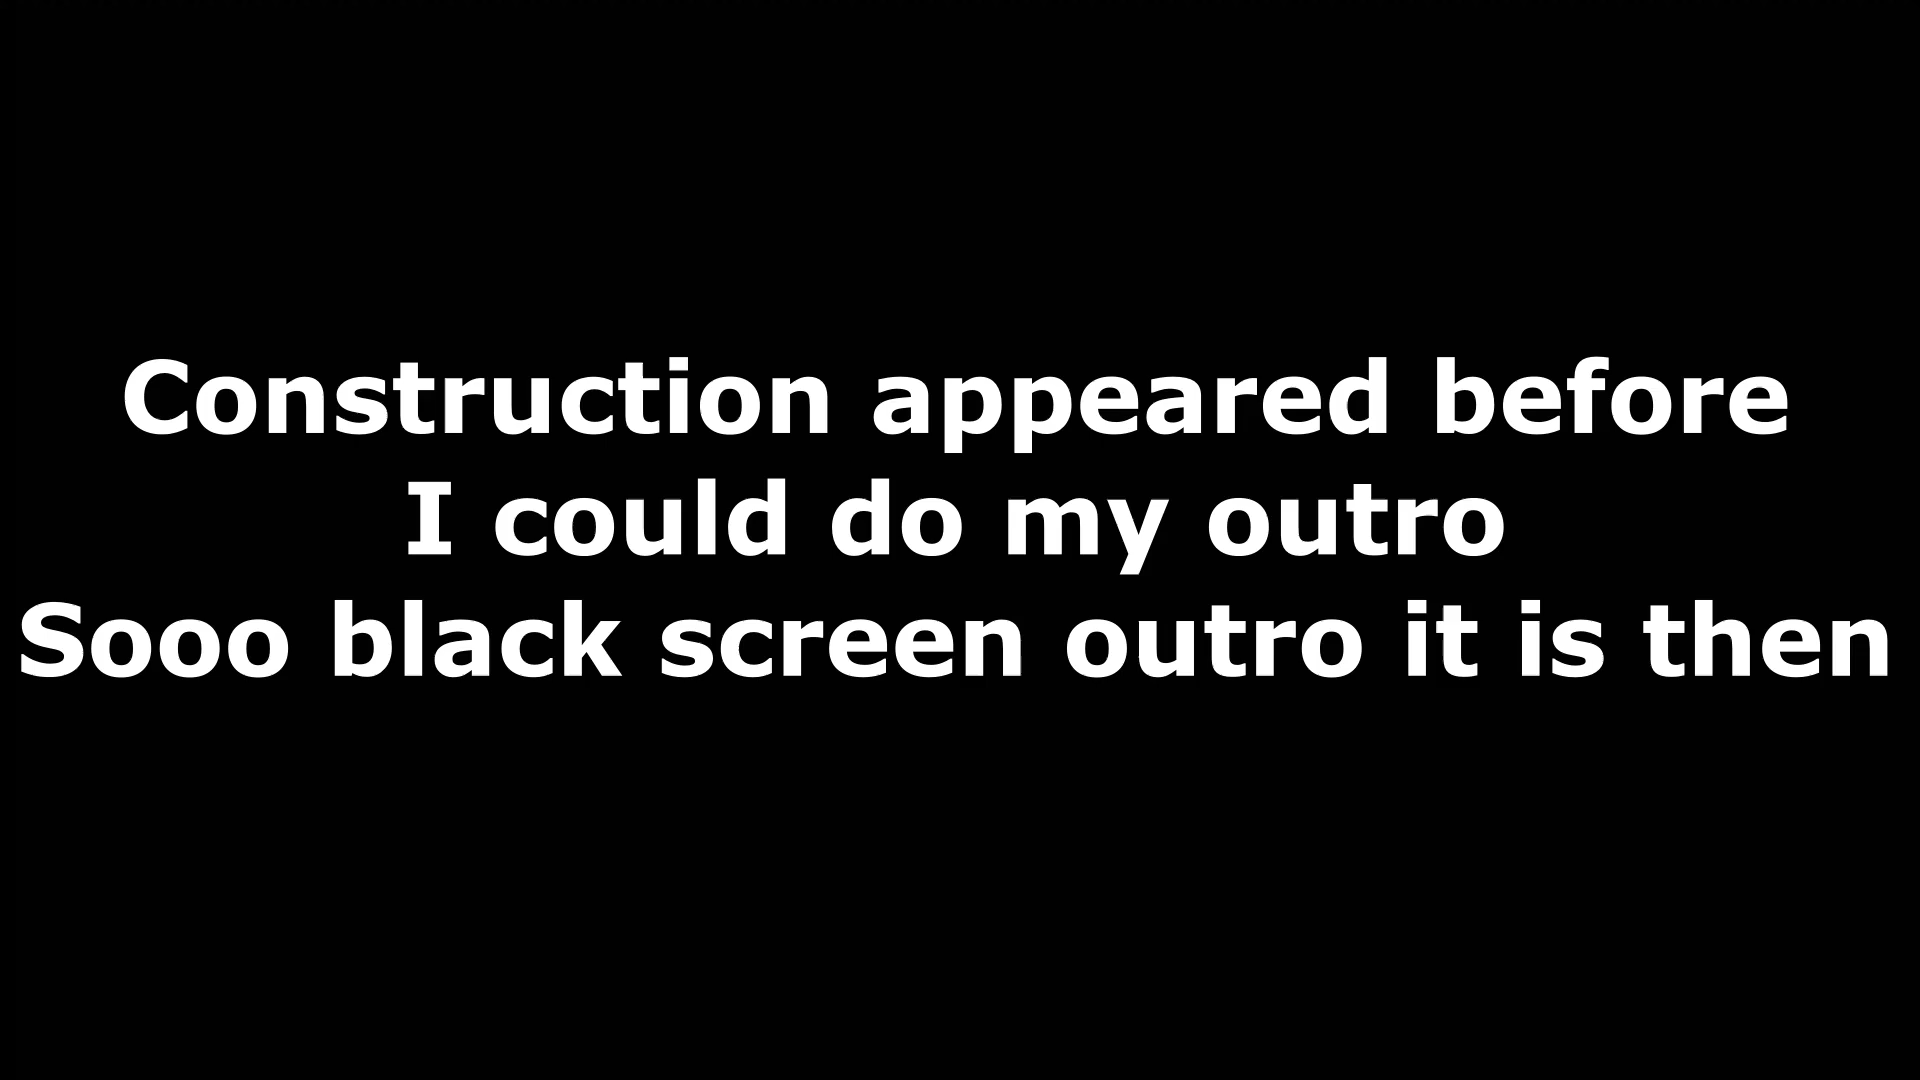 Construction appeared before
I could do my outro
Sooo black screen outro it is then